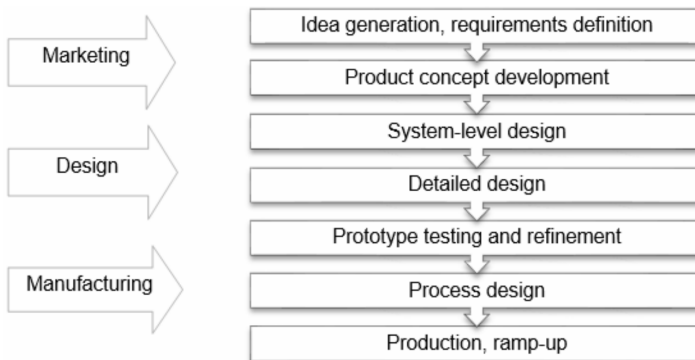 Marketing
Design
Manufacturing
Idea generation, requirements definition
Product concept development
System-level design
Detailed design
Prototype testing and refinement
Process design
Production, ramp-up